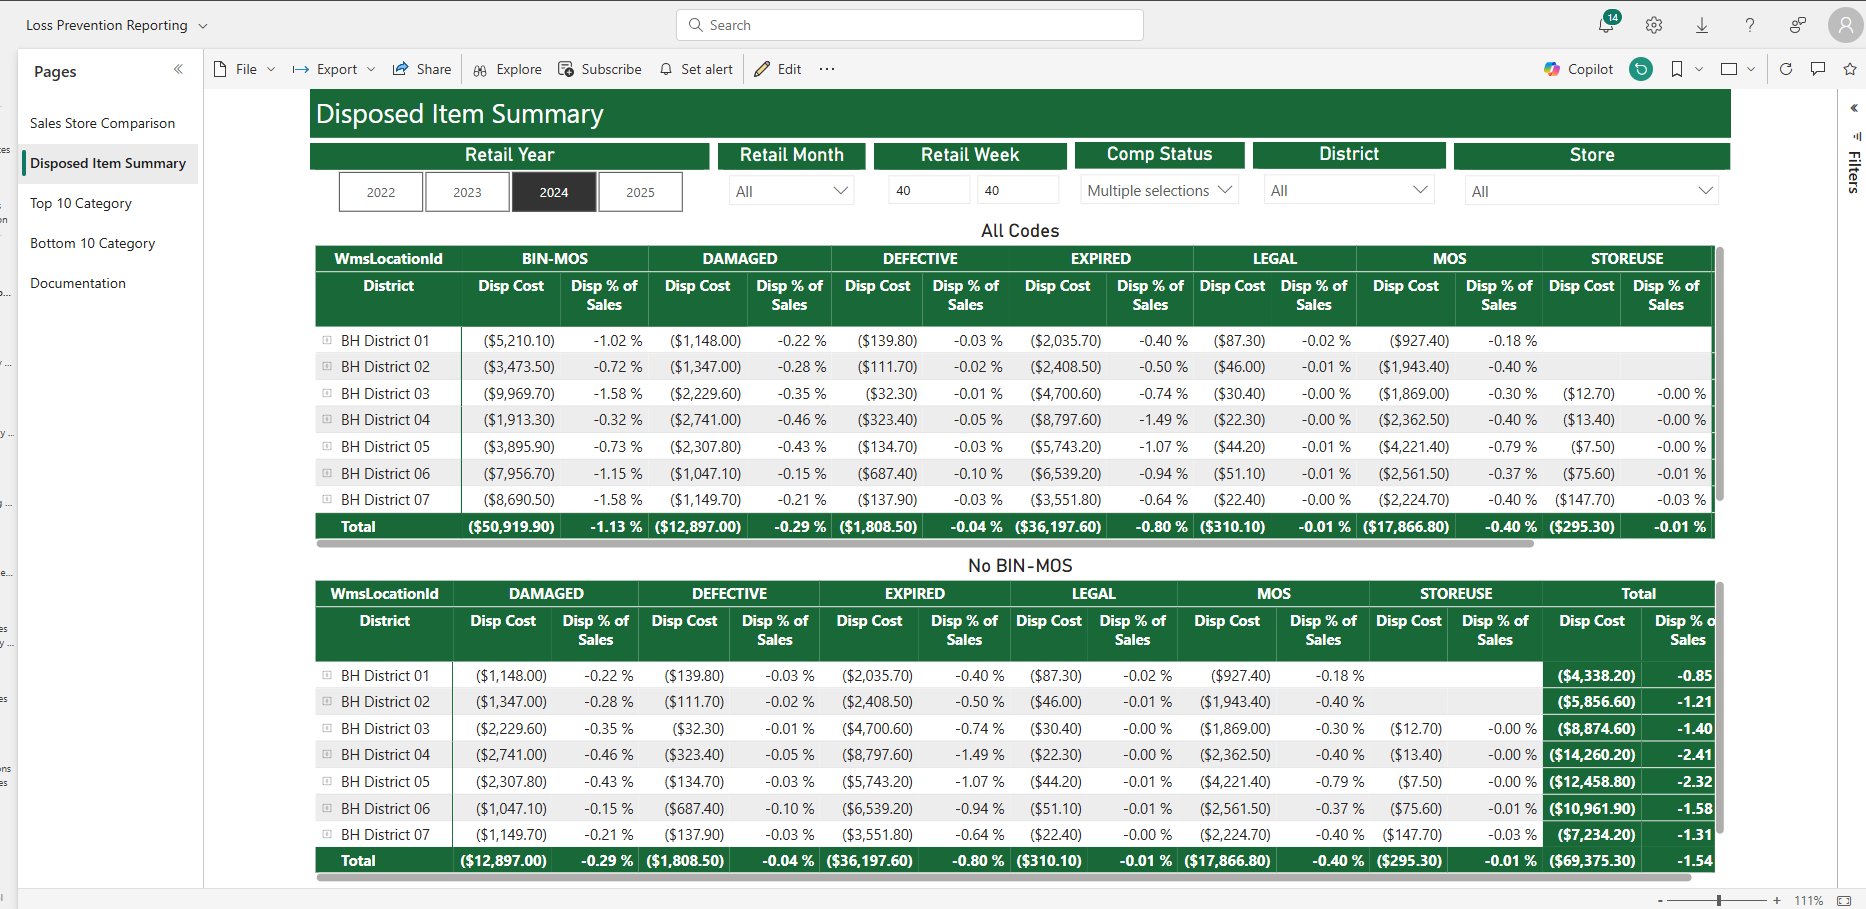 Loss Prevention Reporting
Search
14
Pages
File Export Share Explore Subscribe Set alert Edit ...
Copilot
Sales Store Comparison
Disposed Item Summary
Top 10 Category
Bottom 10 Category
Documentation
Filters
Disposed Item Summary
Retail Year Retail Month Retail Week Comp Status District Store
2022 2023 2024 2025 All 40 40 Multiple selections All All
All Codes
WmsLocationId BIN-MOS DAMAGED DEFECTIVE EXPIRED LEGAL MOS STOREUSE
District Disp Cost Disp % of Sales Disp Cost Disp % of Sales Disp Cost Disp % of Sales Disp Cost Disp % of Sales Disp Cost Disp % of Sales Disp Cost Disp % of Sales Disp Cost Disp % of Sales
BH District 01 ($5,210.10) -1.02 % ($1,148.00) -0.22 % ($139.80) -0.03 % ($2,035.70) -0.40 % ($87.30) -0.02 % ($927.40) -0.18 %
BH District 02 ($3,473.50) -0.72 % ($1,347.00) -0.28 % ($111.70) -0.02 % ($2,408.50) -0.50 % ($46.00) -0.01 % ($1,943.40) -0.40 %
BH District 03 ($9,969.70) -1.58 % ($2,229.60) -0.35 % ($32.30) -0.01 % ($4,700.60) -0.74 % ($30.40) -0.00 % ($1,869.00) -0.30 % ($12.70) -0.00 %
BH District 04 ($1,913.30) -0.32 % ($2,741.00) -0.46 % ($323.40) -0.05 % ($8,797.60) -1.49 % ($22.30) -0.00 % ($2,362.50) -0.40 % ($13.40) -0.00 %
BH District 05 ($3,895.90) -0.73 % ($2,307.80) -0.43 % ($134.70) -0.03 % ($5,743.20) -1.07 % ($44.20) -0.01 % ($4,221.40) -0.79 % ($7.50) -0.00 %
BH District 06 ($7,956.70) -1.15 % ($1,047.10) -0.15 % ($687.40) -0.10 % ($6,539.20) -0.94 % ($51.10) -0.01 % ($2,561.50) -0.37 % ($75.60) -0.01 %
BH District 07 ($8,690.50) -1.58 % ($1,149.70) -0.21 % ($137.90) -0.03 % ($3,551.80) -0.64 % ($22.40) -0.00 % ($2,224.70) -0.40 % ($147.70) -0.03 %
Total ($50,919.90) -1.13 % ($12,897.00) -0.29 % ($1,808.50) -0.04 % ($36,197.60) -0.80 % ($310.10) -0.01 % ($17,866.80) -0.40 % ($295.30) -0.01 %
No BIN-MOS
WmsLocationId DAMAGED DEFECTIVE EXPIRED LEGAL MOS STOREUSE Total
District Disp Cost Disp % of Sales Disp Cost Disp % of Sales Disp Cost Disp % of Sales Disp Cost Disp % of Sales Disp Cost Disp % of Sales Disp Cost Disp % of Sales Disp Cost Disp % o Sales
BH District 01 ($1,148.00) -0.22 % ($139.80) -0.03 % ($2,035.70) -0.40 % ($87.30) -0.02 % ($927.40) -0.18 % ($4,338.20) -0.85
BH District 02 ($1,347.00) -0.28 % ($111.70) -0.02 % ($2,408.50) -0.50 % ($46.00) -0.01 % ($1,943.40) -0.40 % ($5,856.60) -1.21
BH District 03 ($2,229.60) -0.35 % ($32.30) -0.01 % ($4,700.60) -0.74 % ($30.40) -0.00 % ($1,869.00) -0.30 % ($12.70) -0.00 % ($8,874.60) -1.40
BH District 04 ($2,741.00) -0.46 % ($323.40) -0.05 % ($8,797.60) -1.49 % ($22.30) -0.00 % ($2,362.50) -0.40 % ($13.40) -0.00 % ($14,260.20) -2.41
BH District 05 ($2,307.80) -0.43 % ($134.70) -0.03 % ($5,743.20) -1.07 % ($44.20) -0.01 % ($4,221.40) -0.79 % ($7.50) -0.00 % ($12,458.80) -2.32
BH District 06 ($1,047.10) -0.15 % ($687.40) -0.10 % ($6,539.20) -0.94 % ($51.10) -0.01 % ($2,561.50) -0.37 % ($75.60) -0.01 % ($10,961.90) -1.58
BH District 07 ($1,149.70) -0.21 % ($137.90) -0.03 % ($3,551.80) -0.64 % ($22.40) -0.00 % ($2,224.70) -0.40 % ($147.70) -0.03 % ($7,234.20) -1.31
Total ($12,897.00) -0.29 % ($1,808.50) -0.04 % ($36,197.60) -0.80 % ($310.10) -0.01 % ($17,866.80) -0.40 % ($295.30) -0.01 % ($69,375.30) -1.54
- + 111%